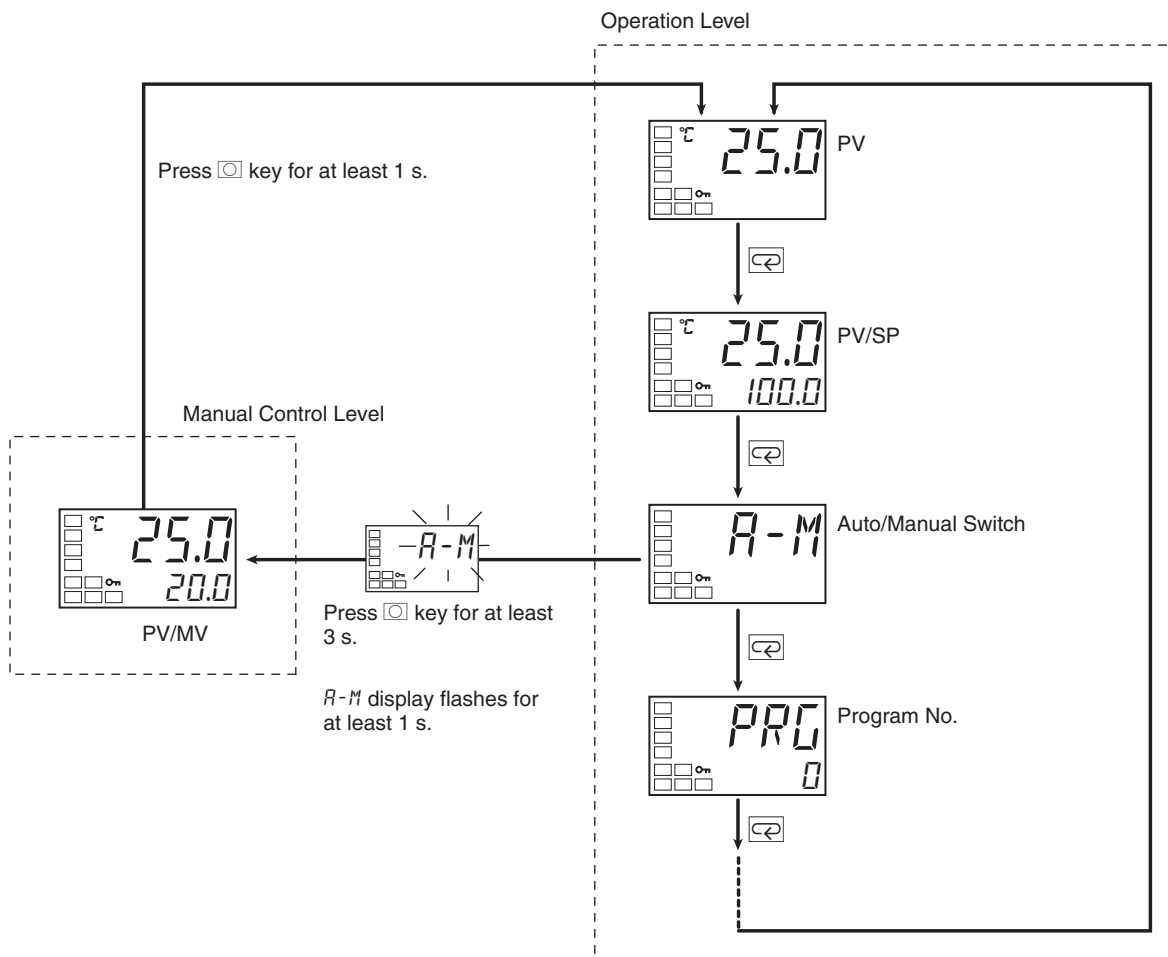 Operation Level
℃ 25.0
PV
Press key for at least 1 s.
℃ 25.0
100.0
PV/SP
Manual Control Level
℃ 25.0
20.0
PV/MV
A-M
Press key for at least
3 s.
A-M display flashes for
at least 1 s.
A-M
Auto/Manual Switch
PRG
0
Program No.